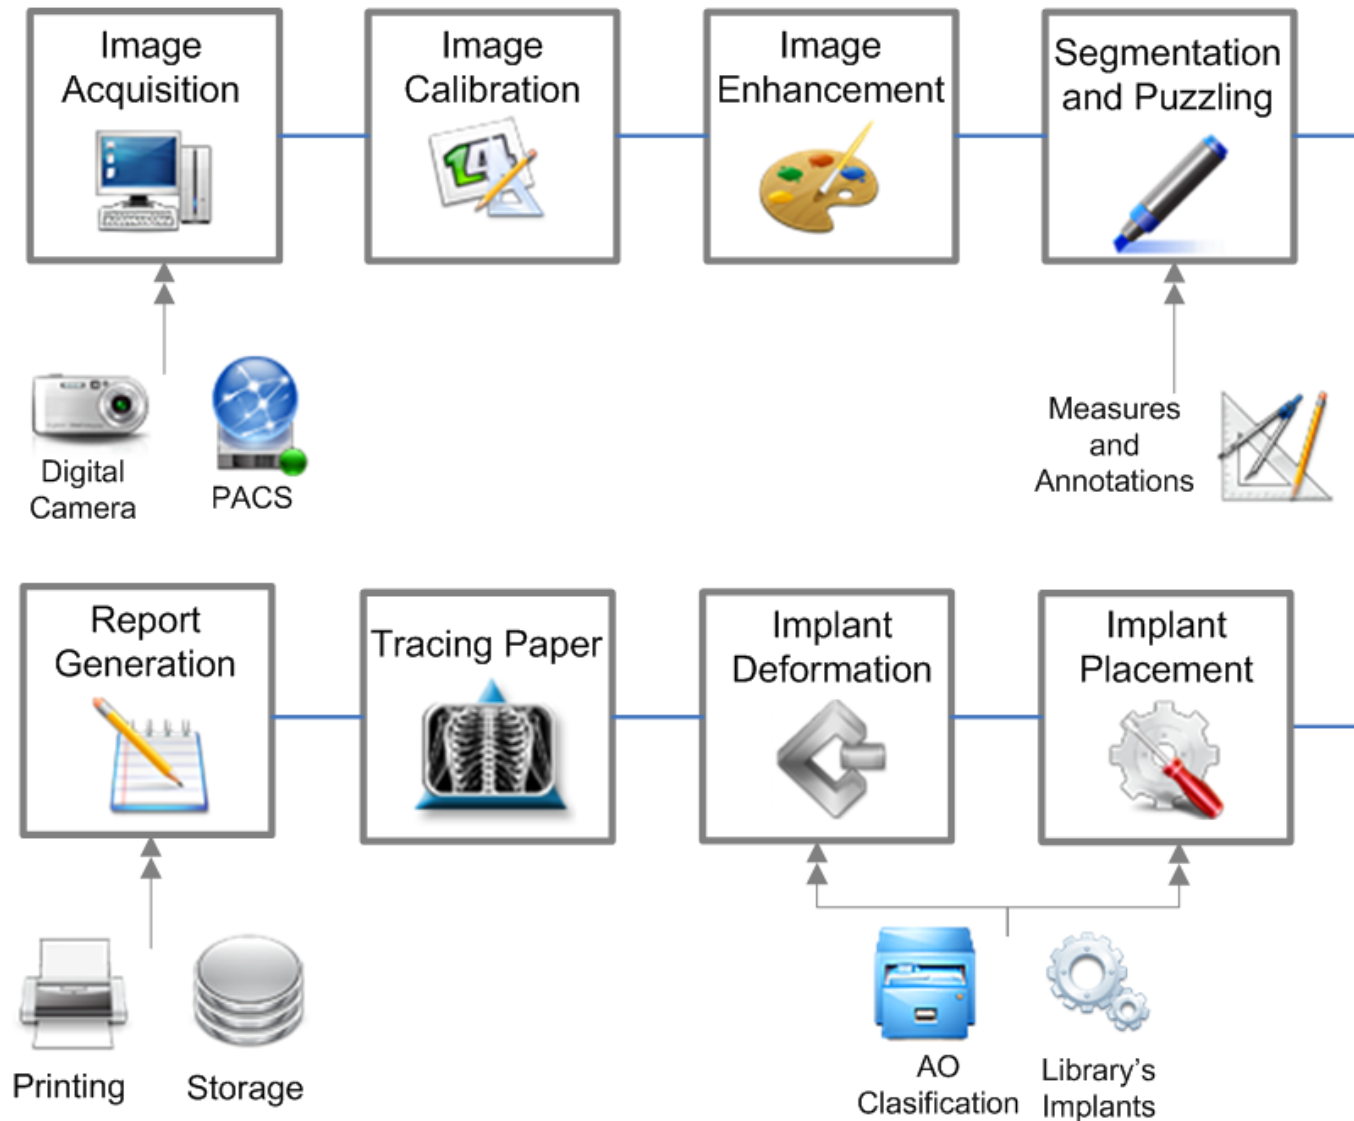 Image
Acquisition
Image
Calibration
Image
Enhancement
Segmentation
and Puzzling
Digital
Camera
PACS
Measures
and
Annotations
Report
Generation
Tracing Paper
Implant
Deformation
Implant
Placement
Printing
Storage
AO
Clasification
Library's
Implants